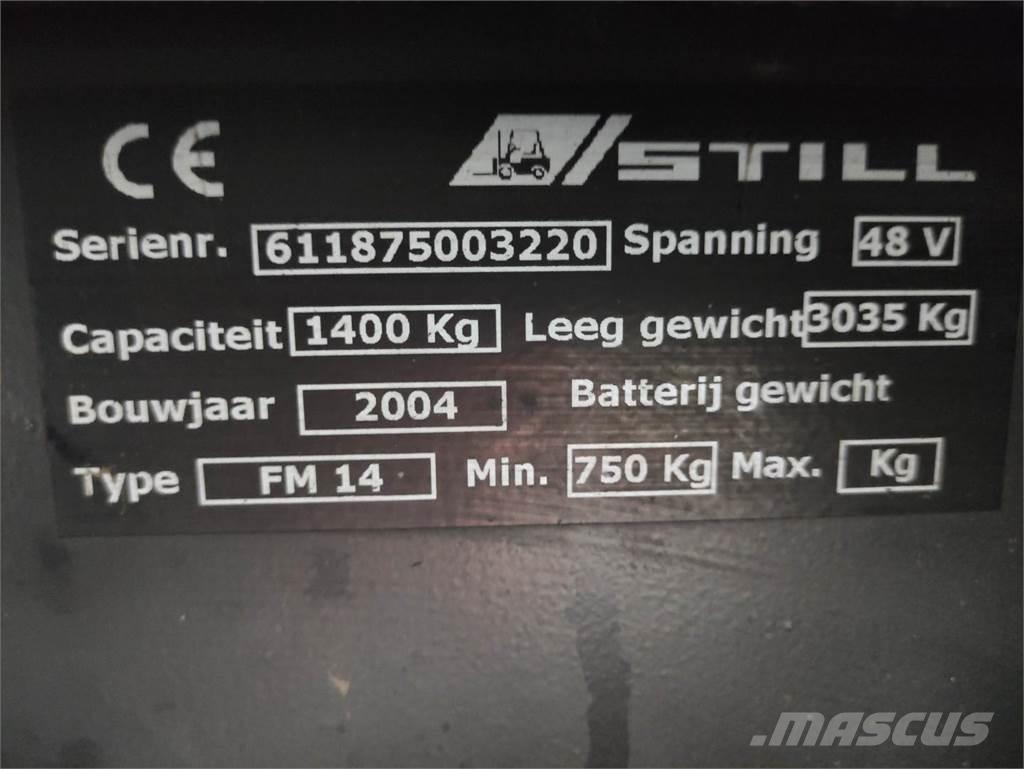 CE STILL
Serienr. 611875003220 Spanning 48 V
Capaciteit 1400 Kg Leeg gewicht 3035 Kg
Bouwjaar 2004 Batterij gewicht
Type FM 14 Min. 750 Kg Max. Kg
.MASCUS